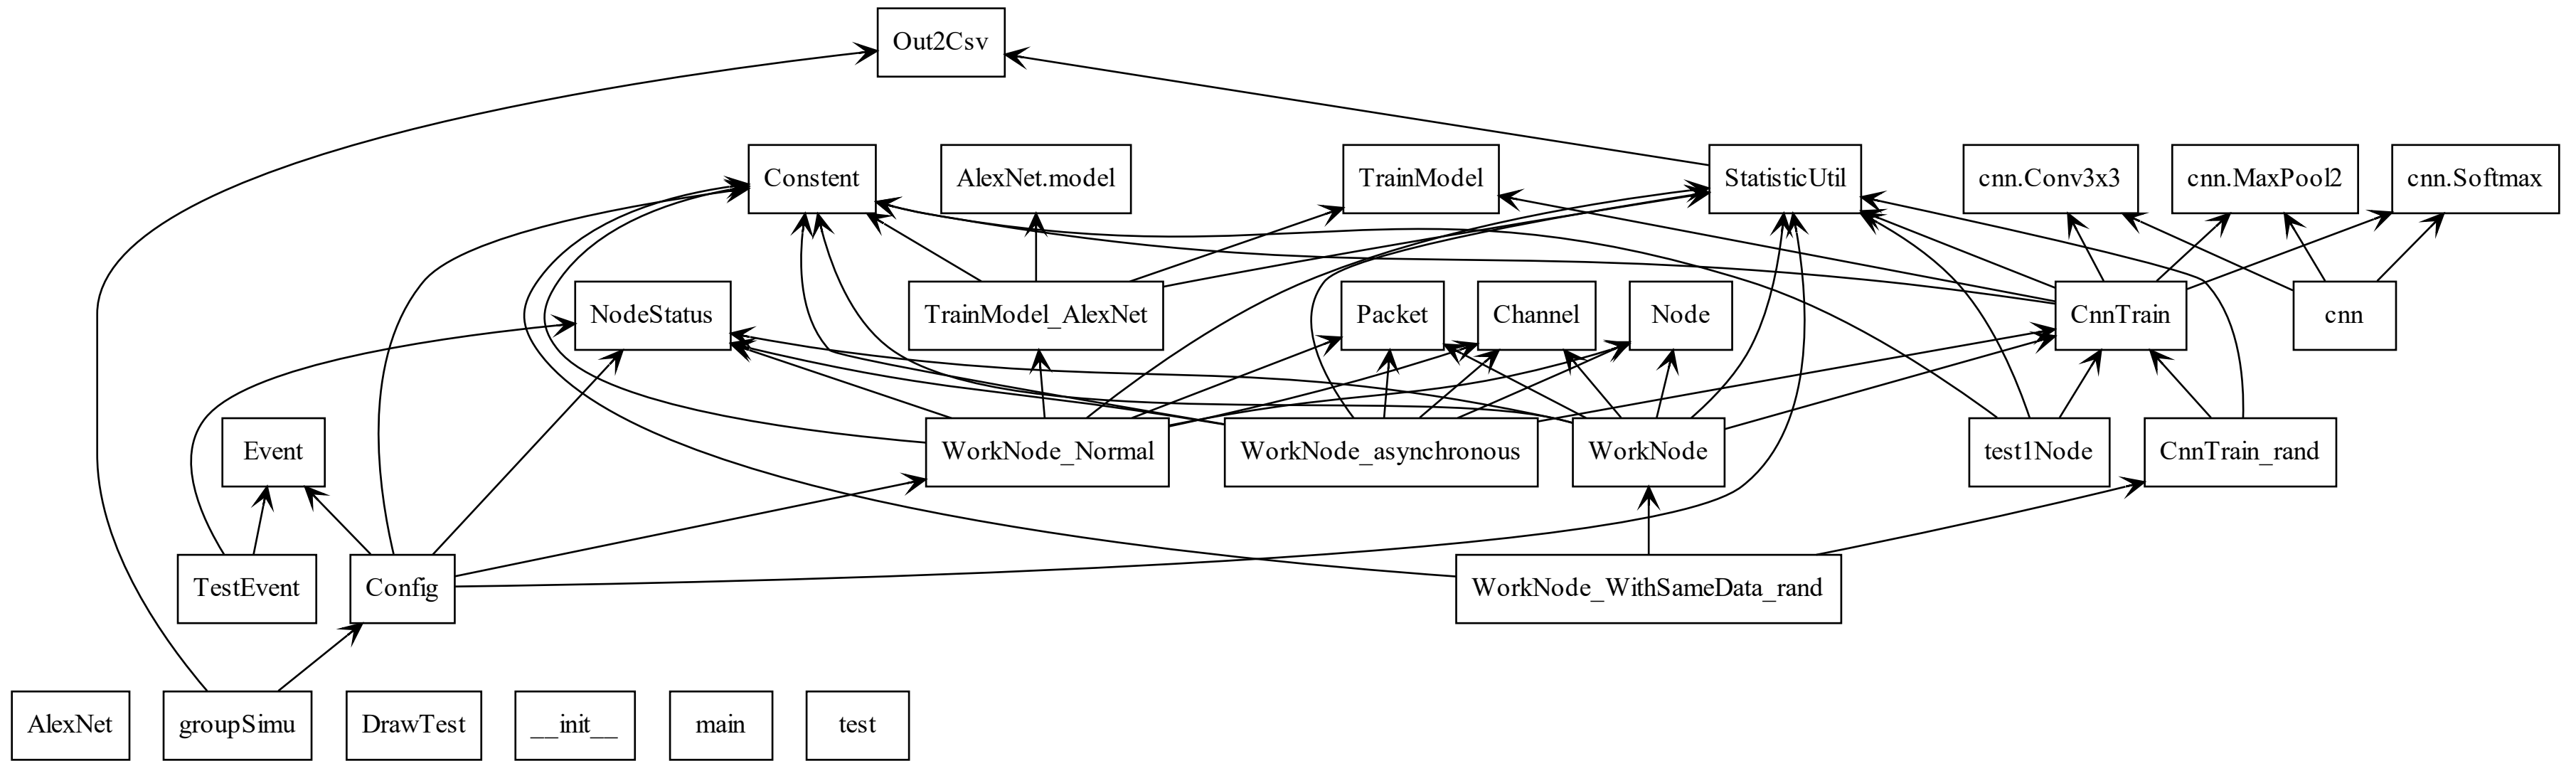 Out2Csv
Constent
AlexNet.model
TrainModel
StatisticUtil
cnn.Conv3x3
cnn.MaxPool2
cnn.Softmax
NodeStatus
TrainModel_AlexNet
Packet
Channel
Node
CnnTrain
cnn
Event
WorkNode_Normal
WorkNode_asynchronous
WorkNode
test1Node
CnnTrain_rand
TestEvent
Config
WorkNode_WithSameData_rand
AlexNet
groupSimu
DrawTest
__init__
main
test